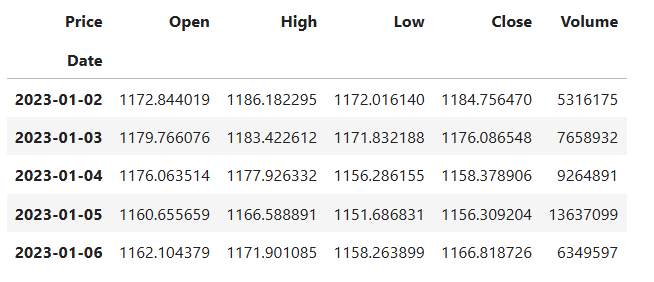 Price Open High Low Close Volume
Date
2023-01-02 1172.844019 1186.182295 1172.016140 1184.756470 5316175
2023-01-03 1179.766076 1183.422612 1171.832188 1176.086548 7658932
2023-01-04 1176.063514 1177.926332 1156.286155 1158.378906 9264891
2023-01-05 1160.655659 1166.588891 1151.686831 1156.309204 13637099
2023-01-06 1162.104379 1171.901085 1158.263899 1166.818726 6349597